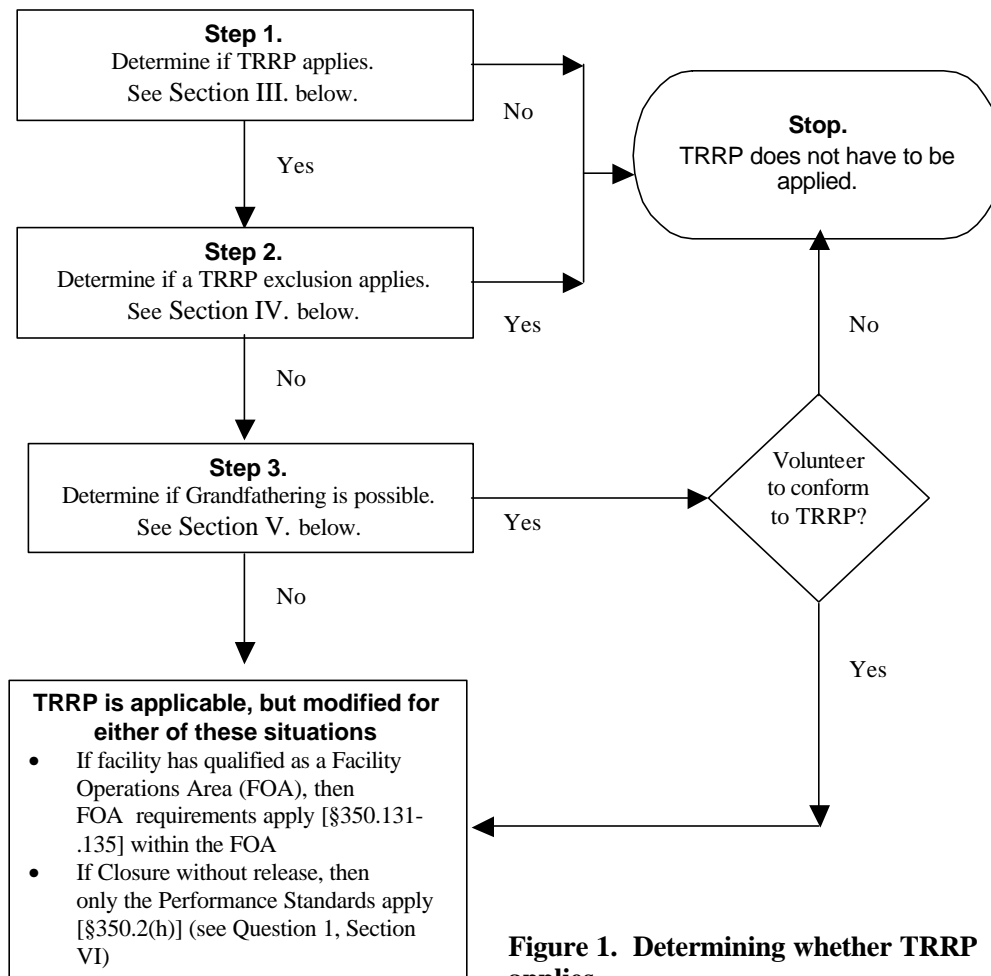 Step 1.
Determine if TRRP applies.
See Section III. below.
No
Yes
Stop.
TRRP does not have to be
applied.
Step 2.
Determine if a TRRP exclusion applies.
See Section IV. below.
Yes
No
No
Step 3.
Determine if Grandfathering is possible.
See Section V. below.
Yes
No
Volunteer
to conform
to TRRP?
Yes
TRRP is applicable, but modified for
either of these situations
• If facility has qualified as a Facility
Operations Area (FOA), then
FOA requirements apply [§350.131-
.135] within the FOA
• If Closure without release, then
only the Performance Standards apply
[§350.2(h)] (see Question 1, Section
VI)
Figure 1. Determining whether TRRP
applies